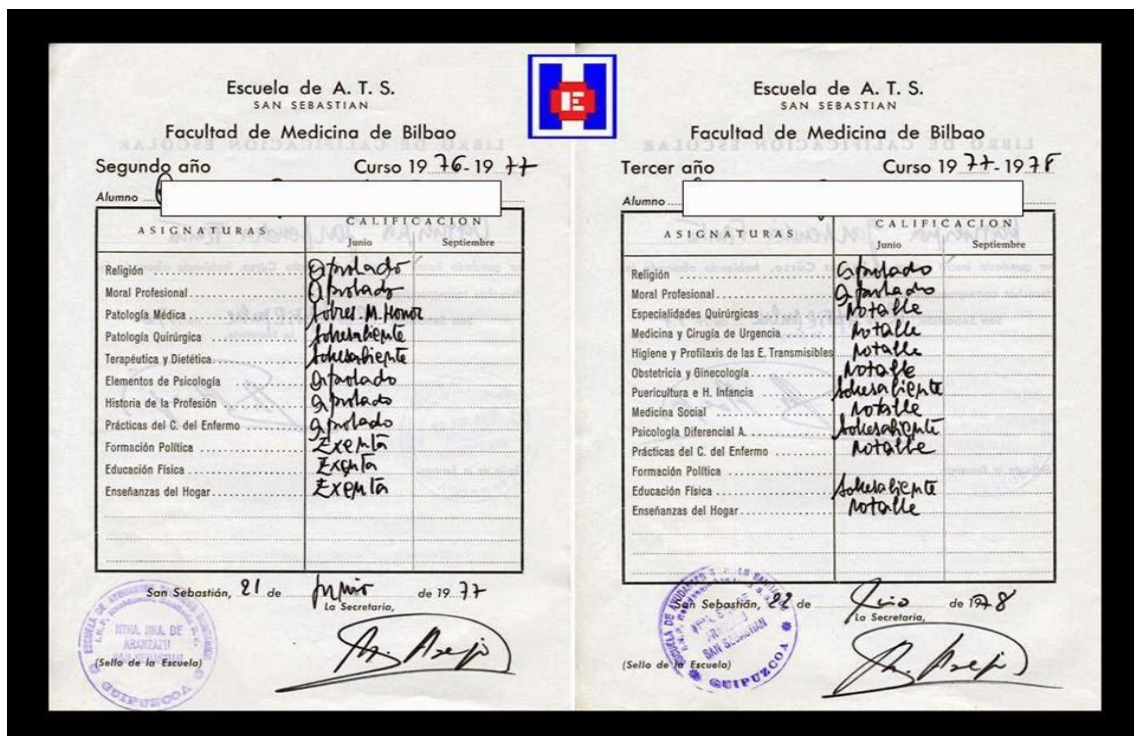 Escuela de A. T. S.
SAN SEBASTIAN
Facultad de Medicina de Bilbao
Segundo año Curso 1976-1977
Alumno
ASIGNATURAS CALIFICACION
Junio Septiembre
Religión aprobado
Moral Profesional aprobado
Patología Médica Sobres. M. Honor
Patología Quirúrgica Sobresaliente
Terapéutica y Dietética Sobresaliente
Elementos de Psicología aprobado
Historia de la Profesión aprobado
Prácticas del C. del Enfermo aprobado
Formación Política Exenta
Educación Física Exenta
Enseñanzas del Hogar Exenta
San Sebastián, 21 de Junio de 1977
La Secretaria,
(Sello de la Escuela)
NTRA. SRA. DE
ARANZAZU
SAN SEBASTIAN
GUIPUZCOA
HE
Escuela de A. T. S.
SAN SEBASTIAN
Facultad de Medicina de Bilbao
Tercer año Curso 1977-1978
Alumno
ASIGNATURAS CALIFICACION
Junio Septiembre
Religión aprobado
Moral Profesional aprobado
Especialidades Quirúrgicas Notable
Medicina y Cirugía de Urgencia Notable
Higiene y Profilaxis de las E. Transmisibles Notable
Obstetricia y Ginecología Notable
Puericultura e H. Infancia Sobresaliente
Medicina Social Notable
Psicología Diferencial A. Sobresaliente
Prácticas del C. del Enfermo Notable
Formación Política
Educación Física Sobresaliente
Enseñanzas del Hogar Notable
San Sebastián, 22 de de 1978
La Secretaria,
(Sello de la Escuela)
SAN SEBASTIAN
GUIPUZCOA